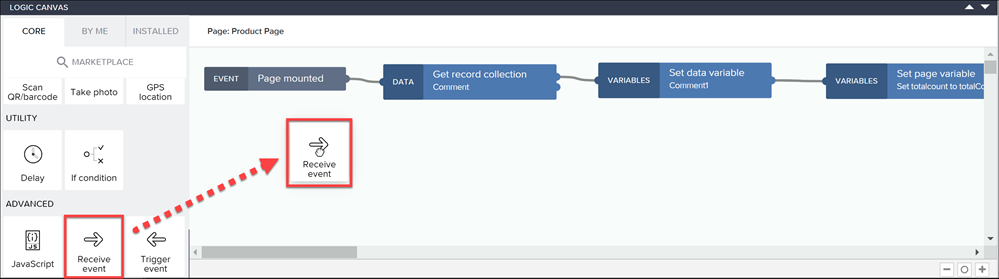 LOGIC CANVAS
CORE
BY ME
INSTALLED
Page: Product Page
MARKETPLACE
Scan
QR/barcode
Take photo
GPS
location
EVENT
Page mounted
DATA
Get record collection
Comment
VARIABLES
Set data variable
Comment1
VARIABLES
Set page variable
Set totalcount to totalCo
UTILITY
Delay
If condition
Receive
event
ADVANCED
{i}
JS
JavaScript
Receive
event
Trigger
event